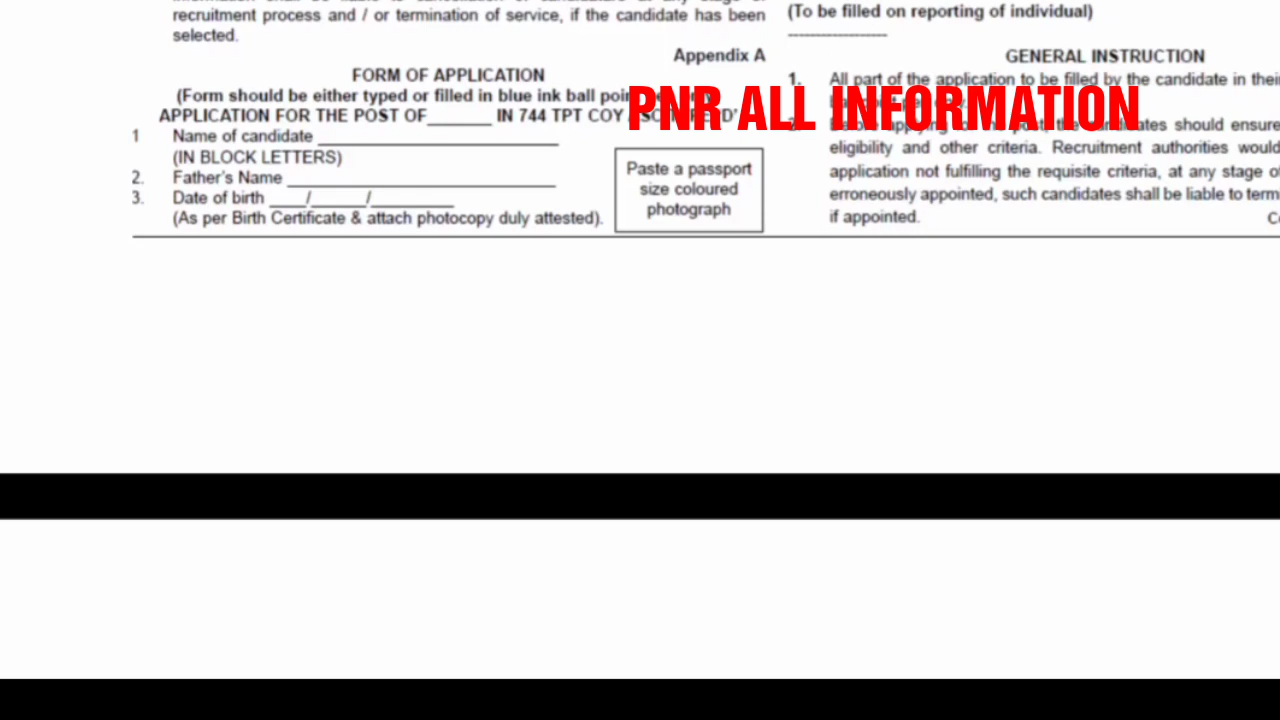 recruitment process and / or termination of service, if the candidate has been
selected.
Appendix A
FORM OF APPLICATION
(Form should be either typed or filled in blue ink ball
APPLICATION FOR THE POST OF_______ IN 744 TPT COY
1 Name of candidate
(IN BLOCK LETTERS)
2. Father's Name
3. Date of birth ____/______/_________
(As per Birth Certificate & attach photocopy duly attested).
Paste a passport
size coloured
photograph
(To be filled on reporting of individual)
------------------
GENERAL INSTRUCTION
1. All part of the application to be filled by the candidate in their
PNR ALL INFORMATION
should ensure
eligibility and other criteria. Recruitment authorities would
application not fulfilling the requisite criteria, at any stage of
erroneously appointed, such candidates shall be liable to
if appointed.